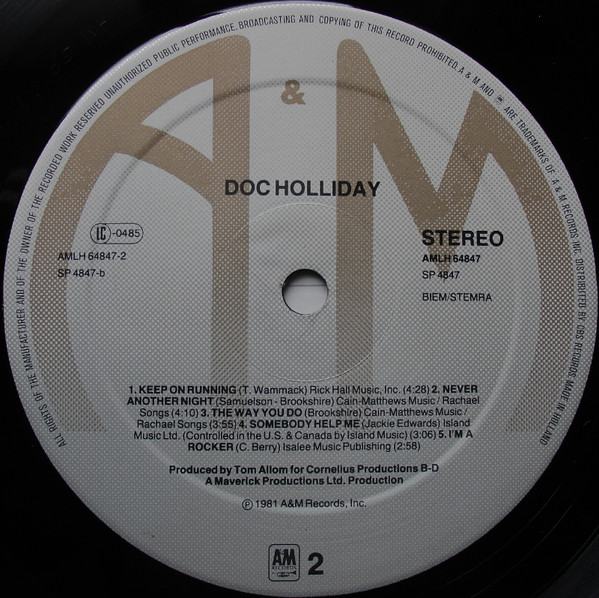 ALL RIGHTS OF THE MANUFACTURER AND OF THE OWNER OF THE RECORDED WORK RESERVED UNAUTHORIZED PUBLIC PERFORMANCE, BROADCASTING AND COPYING OF THIS RECORD PROHIBITED. A & M AND ARE TRADEMARKS OF A & M RECORDS INC. DISTRIBUTED BY CBS RECORDS MADE IN HOLLAND
A & M
DOC HOLLIDAY
LC-0485
AMLH 64847-2
SP 4847-b
STEREO
AMLH 64847
SP 4847
BIEM/STEMRA
1. KEEP ON RUNNING (T. Wammack) Rick Hall Music, Inc. (4:28) 2. NEVER
ANOTHER NIGHT (Samuelson - Brookshire) Cain-Matthews Music / Rachael
Songs (4:10) 3. THE WAY YOU DO (Brookshire) Cain-Matthews Music /
Rachael Songs (3:55) 4. SOMEBODY HELP ME (Jackie Edwards) Island
Music Ltd. (Controlled in the U.S. & Canada by Island Music) (3:06) 5. I'M A
ROCKER (C. Berry) Isalee Music Publishing (2:58)
Produced by Tom Allom for Cornelius Productions B-D
A Maverick Productions Ltd. Production
℗ 1981 A&M Records, Inc.
A&M
RECORDS
2